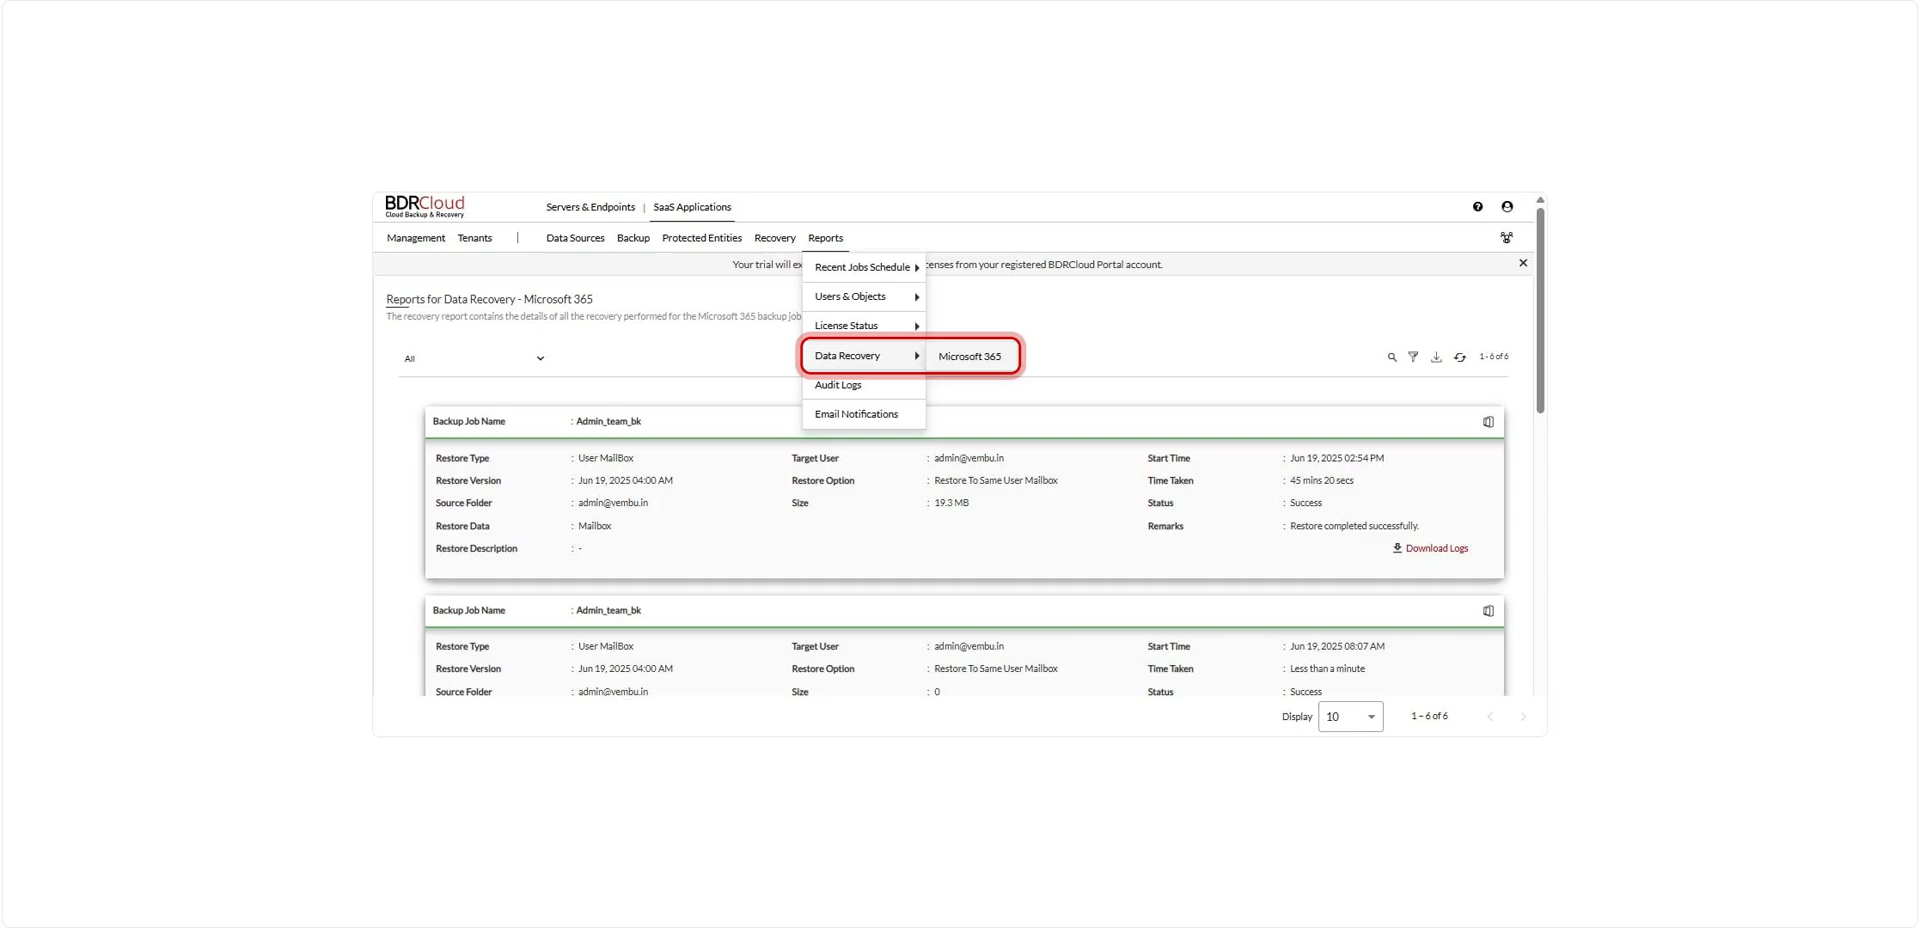 BDRCloud
Cloud Backup & Recovery
Servers & Endpoints | SaaS Applications
Management Tenants | Data Sources Backup Protected Entities Recovery Reports
Your trial will ex censes from your registered BDRCloud Portal account.
Recent Jobs Schedule
Users & Objects
License Status
Data Recovery Microsoft 365
Audit Logs
Email Notifications
Reports for Data Recovery - Microsoft 365
The recovery report contains the details of all the recovery performed for the Microsoft 365 backup job
All
1 - 6 of 6
Backup Job Name : Admin_team_bk
Restore Type : User MailBox Target User : admin@vembu.in Start Time : Jun 19, 2025 02:54 PM
Restore Version : Jun 19, 2025 04:00 AM Restore Option : Restore To Same User Mailbox Time Taken : 45 mins 20 secs
Source Folder : admin@vembu.in Size : 19.3 MB Status : Success
Restore Data : Mailbox Remarks : Restore completed successfully.
Restore Description : - Download Logs
Backup Job Name : Admin_team_bk
Restore Type : User MailBox Target User : admin@vembu.in Start Time : Jun 19, 2025 08:07 AM
Restore Version : Jun 19, 2025 04:00 AM Restore Option : Restore To Same User Mailbox Time Taken : Less than a minute
Source Folder : admin@vembu.in Size : 0 Status : Success
Display 10 1 – 6 of 6